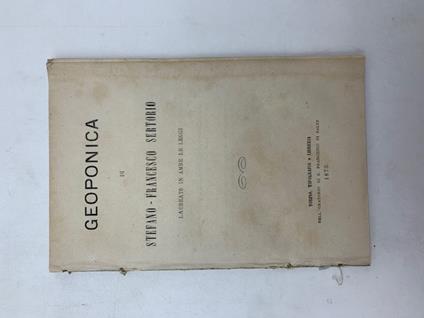 GEOPONICA
DI
STEFANO-FRANCESCO SERTORIO
LAUREATO IN AMBE LE LEGGI
TORINO, TIPOGRAFIA E LIBRERIA
DELL'ORATORIO DI S. FRANCESCO DI SALES
1873.